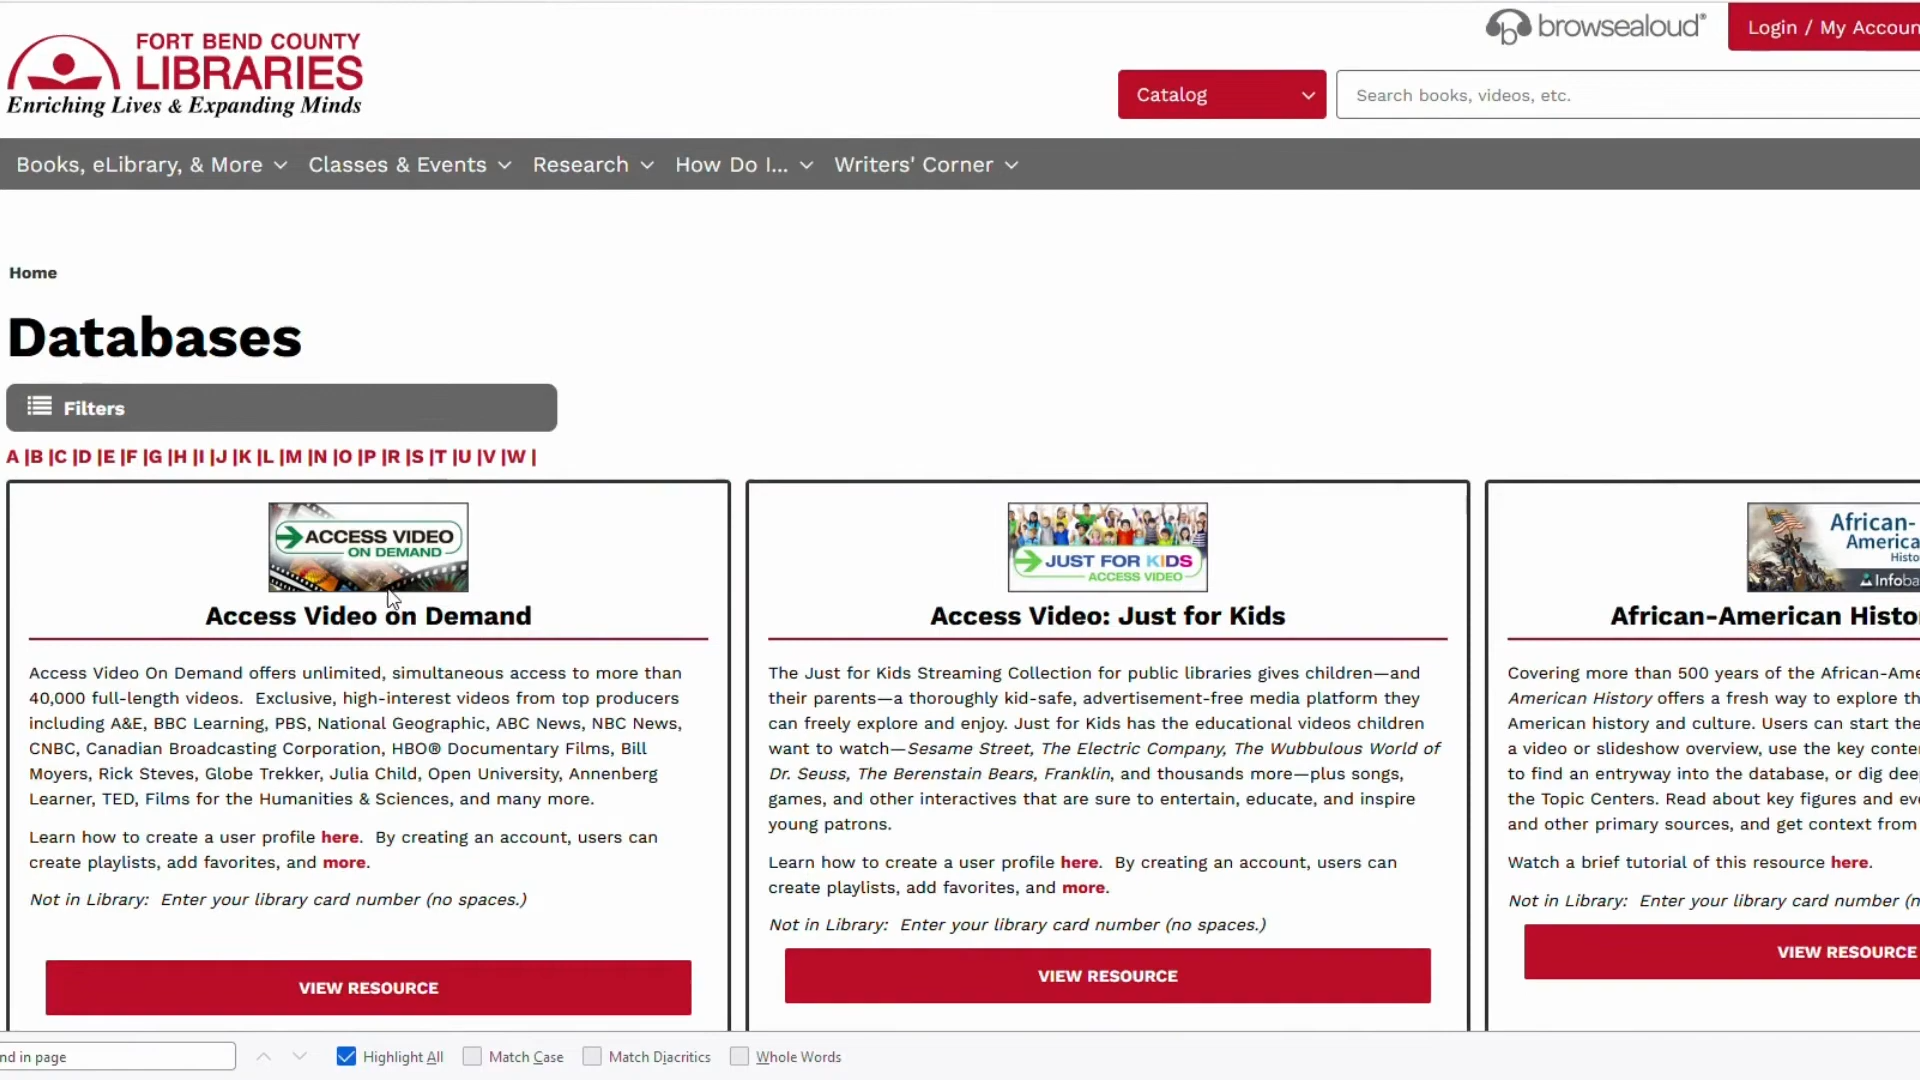 browsealoud®
Login / My Accoun
FORT BEND COUNTY
LIBRARIES
Enriching Lives & Expanding Minds
Catalog
Search books, videos, etc.
Books, eLibrary, & More
Classes & Events
Research
How Do I...
Writers' Corner
Home
Databases
Filters
A |B |C |D |E |F |G |H |I |J |K |L |M |N |O |P |R |S |T |U |V |W |
ACCESS VIDEO
ON DEMAND
Access Video on Demand
Access Video On Demand offers unlimited, simultaneous access to more than
40,000 full-length videos.  Exclusive, high-interest videos from top producers
including A&E, BBC Learning, PBS, National Geographic, ABC News, NBC News,
CNBC, Canadian Broadcasting Corporation, HBO® Documentary Films, Bill
Moyers, Rick Steves, Globe Trekker, Julia Child, Open University, Annenberg
Learner, TED, Films for the Humanities & Sciences, and many more.
Learn how to create a user profile here.  By creating an account, users can
create playlists, add favorites, and more.
Not in Library:  Enter your library card number (no spaces.)
VIEW RESOURCE
JUST FOR KIDS
ACCESS VIDEO
Access Video: Just for Kids
The Just for Kids Streaming Collection for public libraries gives children—and
their parents—a thoroughly kid-safe, advertisement-free media platform they
can freely explore and enjoy. Just for Kids has the educational videos children
want to watch—Sesame Street, The Electric Company, The Wubbulous World of
Dr. Seuss, The Berenstain Bears, Franklin, and thousands more—plus songs,
games, and other interactives that are sure to entertain, educate, and inspire
young patrons.
Learn how to create a user profile here.  By creating an account, users can
create playlists, add favorites, and more.
Not in Library:  Enter your library card number (no spaces.)
VIEW RESOURCE
African-
America
Histo
Infoba
African-American Histo
Covering more than 500 years of the African-Ame
American History offers a fresh way to explore th
American history and culture. Users can start the
a video or slideshow overview, use the key conte
to find an entryway into the database, or dig dee
the Topic Centers. Read about key figures and ev
and other primary sources, and get context from
Watch a brief tutorial of this resource here.
Not in Library:  Enter your library card number (n
VIEW RESOURCE
nd in page
Highlight All
Match Case
Match Diacritics
Whole Words